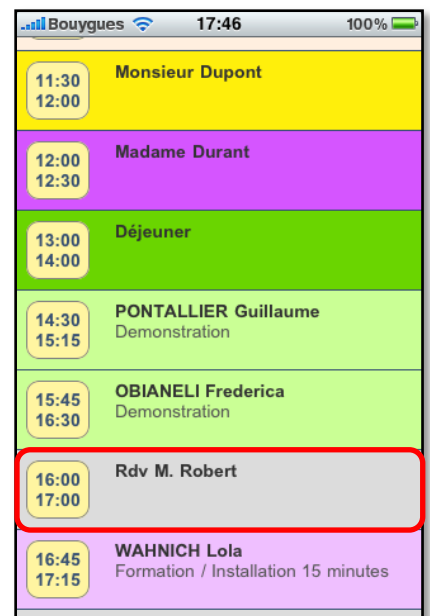 Bouygues 17:46 100%
11:30
12:00
Monsieur Dupont
12:00
12:30
Madame Durant
13:00
14:00
Déjeuner
14:30
15:15
PONTALLIER Guillaume
Demonstration
15:45
16:30
OBIANELI Frederica
Demonstration
16:00
17:00
Rdv M. Robert
16:45
17:15
WAHNICH Lola
Formation / Installation 15 minutes